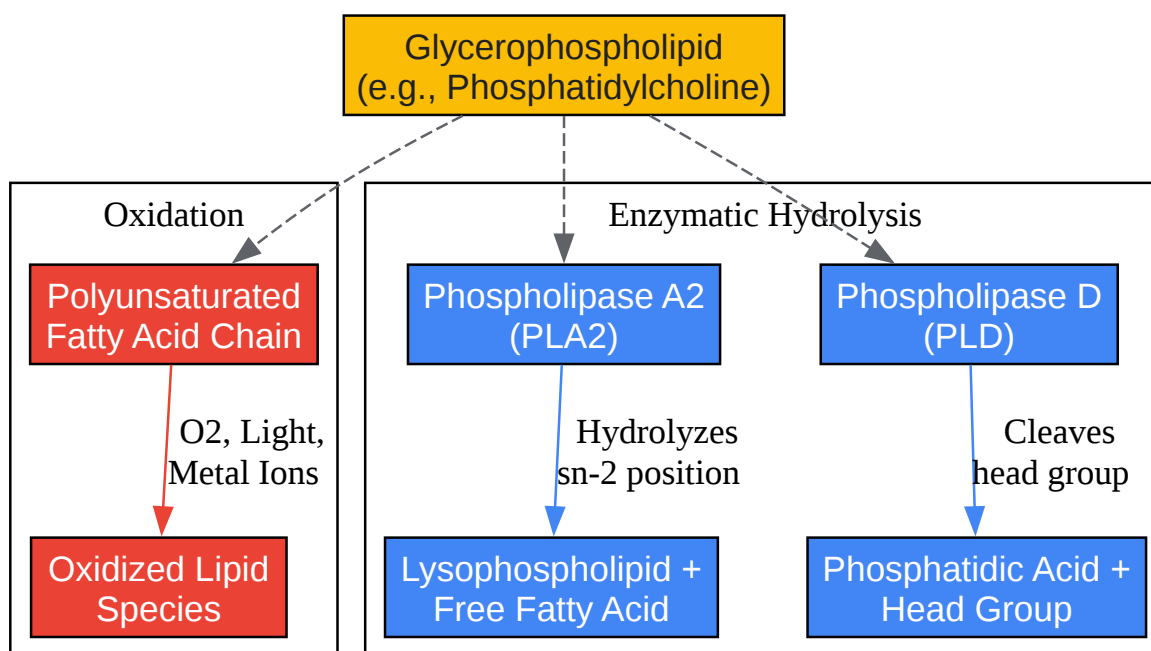 Glycerophospholipid
(e.g., Phosphatidylcholine)
Oxidation
Enzymatic Hydrolysis
Polyunsaturated
Fatty Acid Chain
Phospholipase A2
(PLA2)
Phospholipase D
(PLD)
O2, Light,
Metal Ions
Hydrolyzes
sn-2 position
Cleaves
head group
Oxidized Lipid
Species
Lysophospholipid +
Free Fatty Acid
Phosphatidic Acid +
Head Group